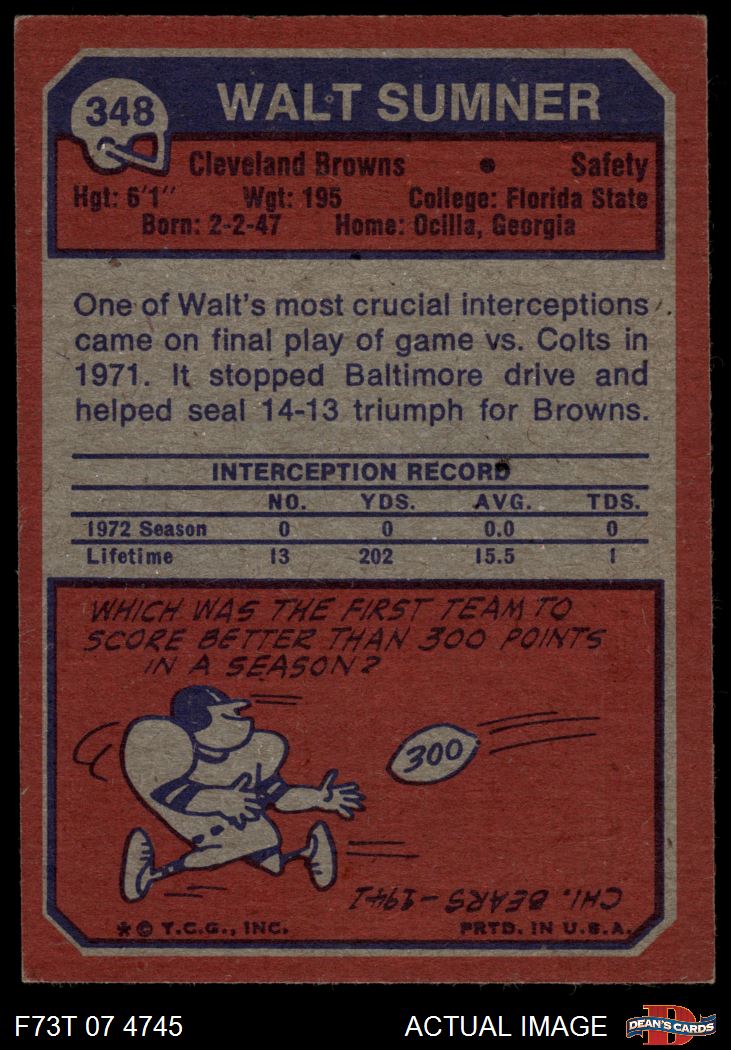 348
WALT SUMNER
Cleveland Browns • Safety
Hgt: 6'1" Wgt: 195 College: Florida State
Born: 2-2-47 Home: Ocilla, Georgia
One of Walt's most crucial interceptions
came on final play of game vs. Colts in
1971. It stopped Baltimore drive and
helped seal 14-13 triumph for Browns.
INTERCEPTION RECORD
NO. YDS. AVG. TDS.
1972 Season 0 0 0.0 0
Lifetime 13 202 15.5 1
WHICH WAS THE FIRST TEAM TO
SCORE BETTER THAN 300 POINTS
IN A SEASON?
300
CHI. BEARS-1941
* © T.C.G., INC. PRTD. IN U.S.A.
F73T 07 4745 ACTUAL IMAGE
D
DEAN'S CARDS